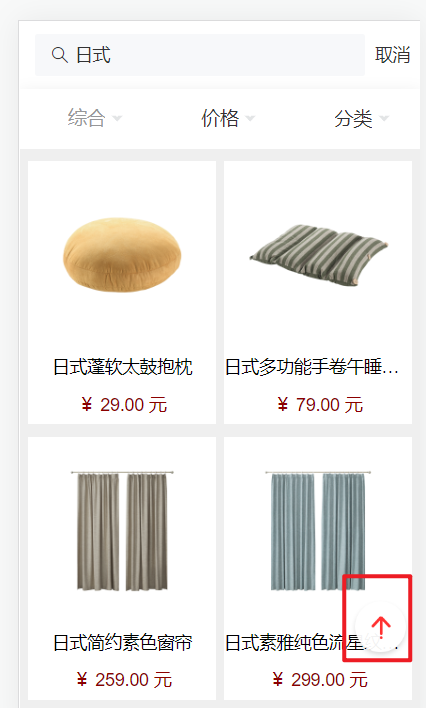 日式
取消
综合
价格
分类
日式蓬软太鼓抱枕
¥ 29.00 元
日式多功能手卷午睡...
¥ 79.00 元
日式简约素色窗帘
¥ 259.00 元
日式素雅纯色流星
¥ 299.00 元